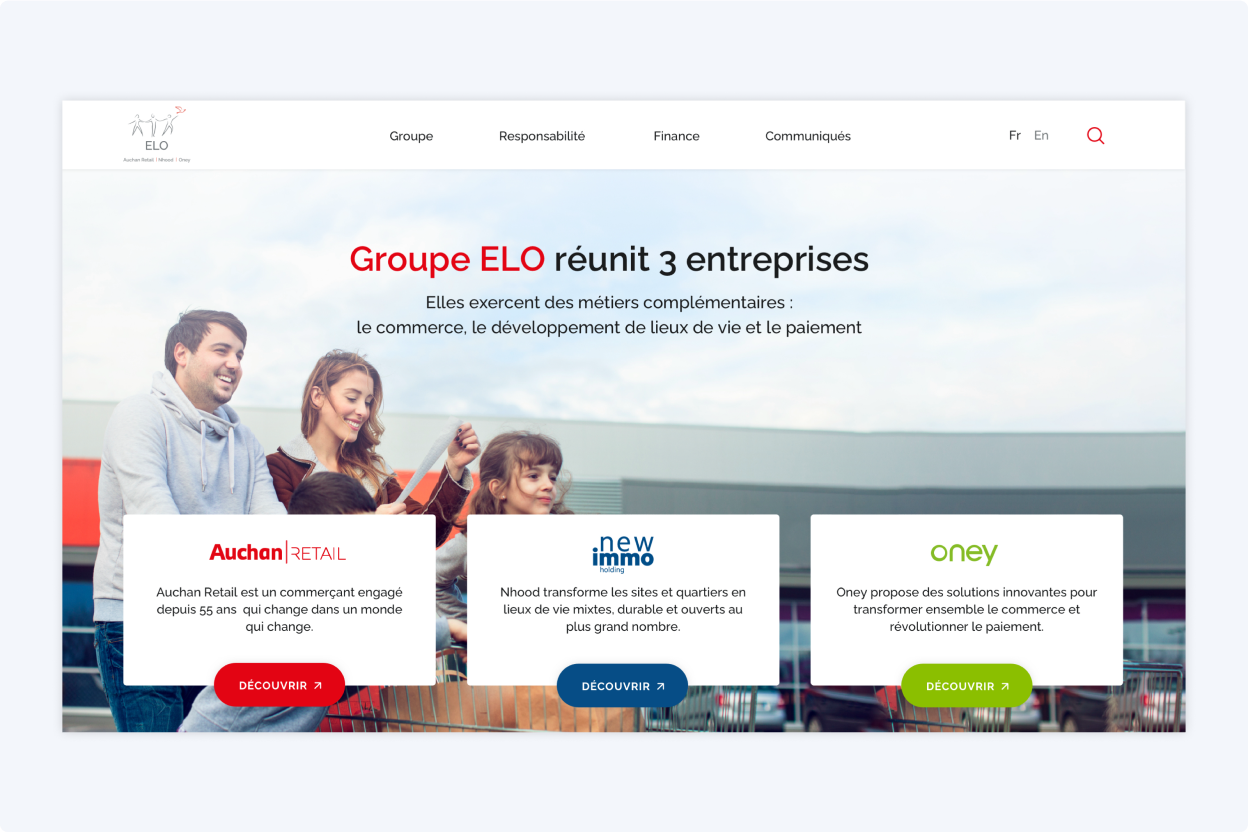 ELO
Auchan Retail | Nhood | Oney
Groupe
Responsabilité
Finance
Communiqués
Fr
En
Groupe ELO réunit 3 entreprises
Elles exercent des métiers complémentaires :
le commerce, le développement de lieux de vie et le paiement
Auchan | RETAIL
Auchan Retail est un commerçant engagé
depuis 55 ans  qui change dans un monde
qui change.
DÉCOUVRIR
new
immo
holding
Nhood transforme les sites et quartiers en
lieux de vie mixtes, durable et ouverts au
plus grand nombre.
DÉCOUVRIR
oney
Oney propose des solutions innovantes pour
transformer ensemble le commerce et
révolutionner le paiement.
DÉCOUVRIR